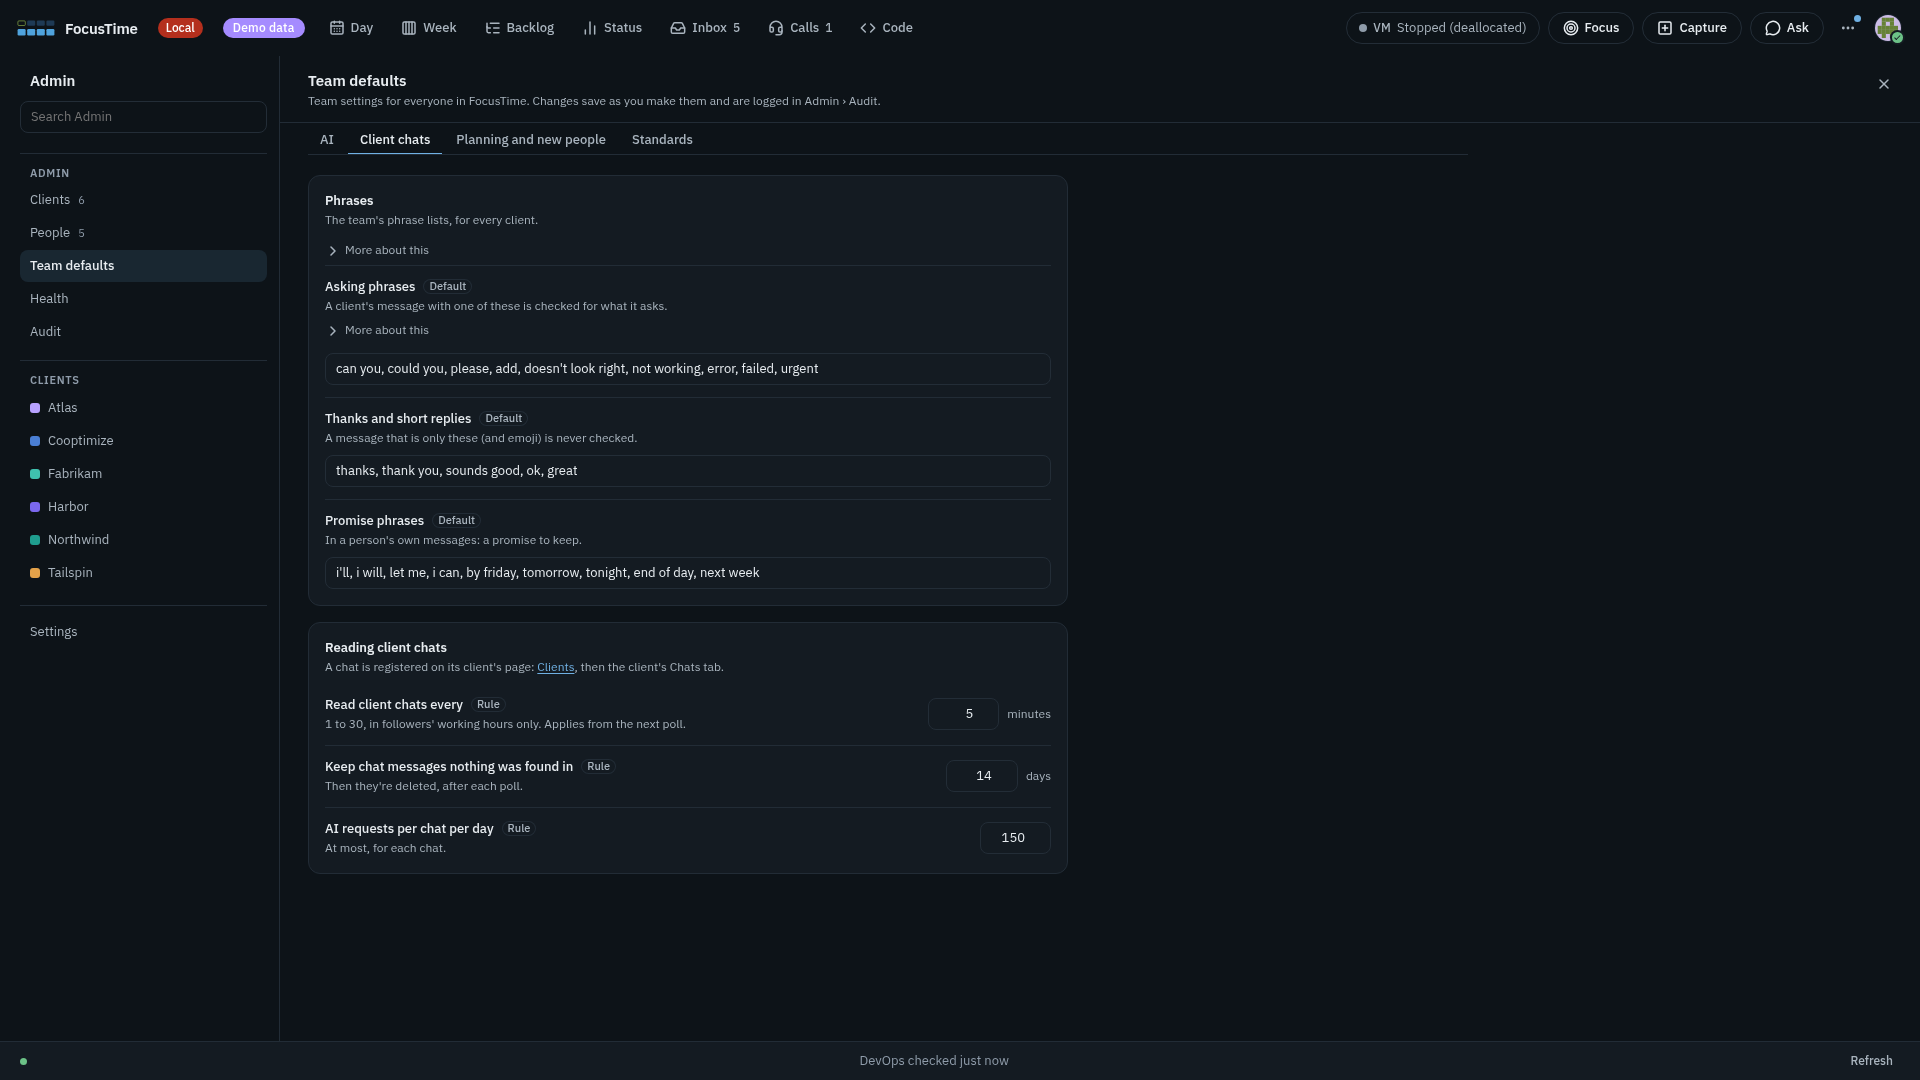 FocusTime Local Demo data Day Week Backlog Status Inbox 5 Calls 1 Code VM Stopped (deallocated) Focus Capture Ask
Admin
Search Admin
ADMIN
Clients 6
People 5
Team defaults
Health
Audit
CLIENTS
Atlas
Cooptimize
Fabrikam
Harbor
Northwind
Tailspin
Settings
Team defaults
Team settings for everyone in FocusTime. Changes save as you make them and are logged in Admin › Audit.
AI Client chats Planning and new people Standards
Phrases
The team's phrase lists, for every client.
More about this
Asking phrases Default
A client's message with one of these is checked for what it asks.
More about this
can you, could you, please, add, doesn't look right, not working, error, failed, urgent
Thanks and short replies Default
A message that is only these (and emoji) is never checked.
thanks, thank you, sounds good, ok, great
Promise phrases Default
In a person's own messages: a promise to keep.
i'll, i will, let me, i can, by friday, tomorrow, tonight, end of day, next week
Reading client chats
A chat is registered on its client's page: Clients, then the client's Chats tab.
Read client chats every Rule
1 to 30, in followers' working hours only. Applies from the next poll.
5 minutes
Keep chat messages nothing was found in Rule
Then they're deleted, after each poll.
14 days
AI requests per chat per day Rule
At most, for each chat.
150
DevOps checked just now
Refresh